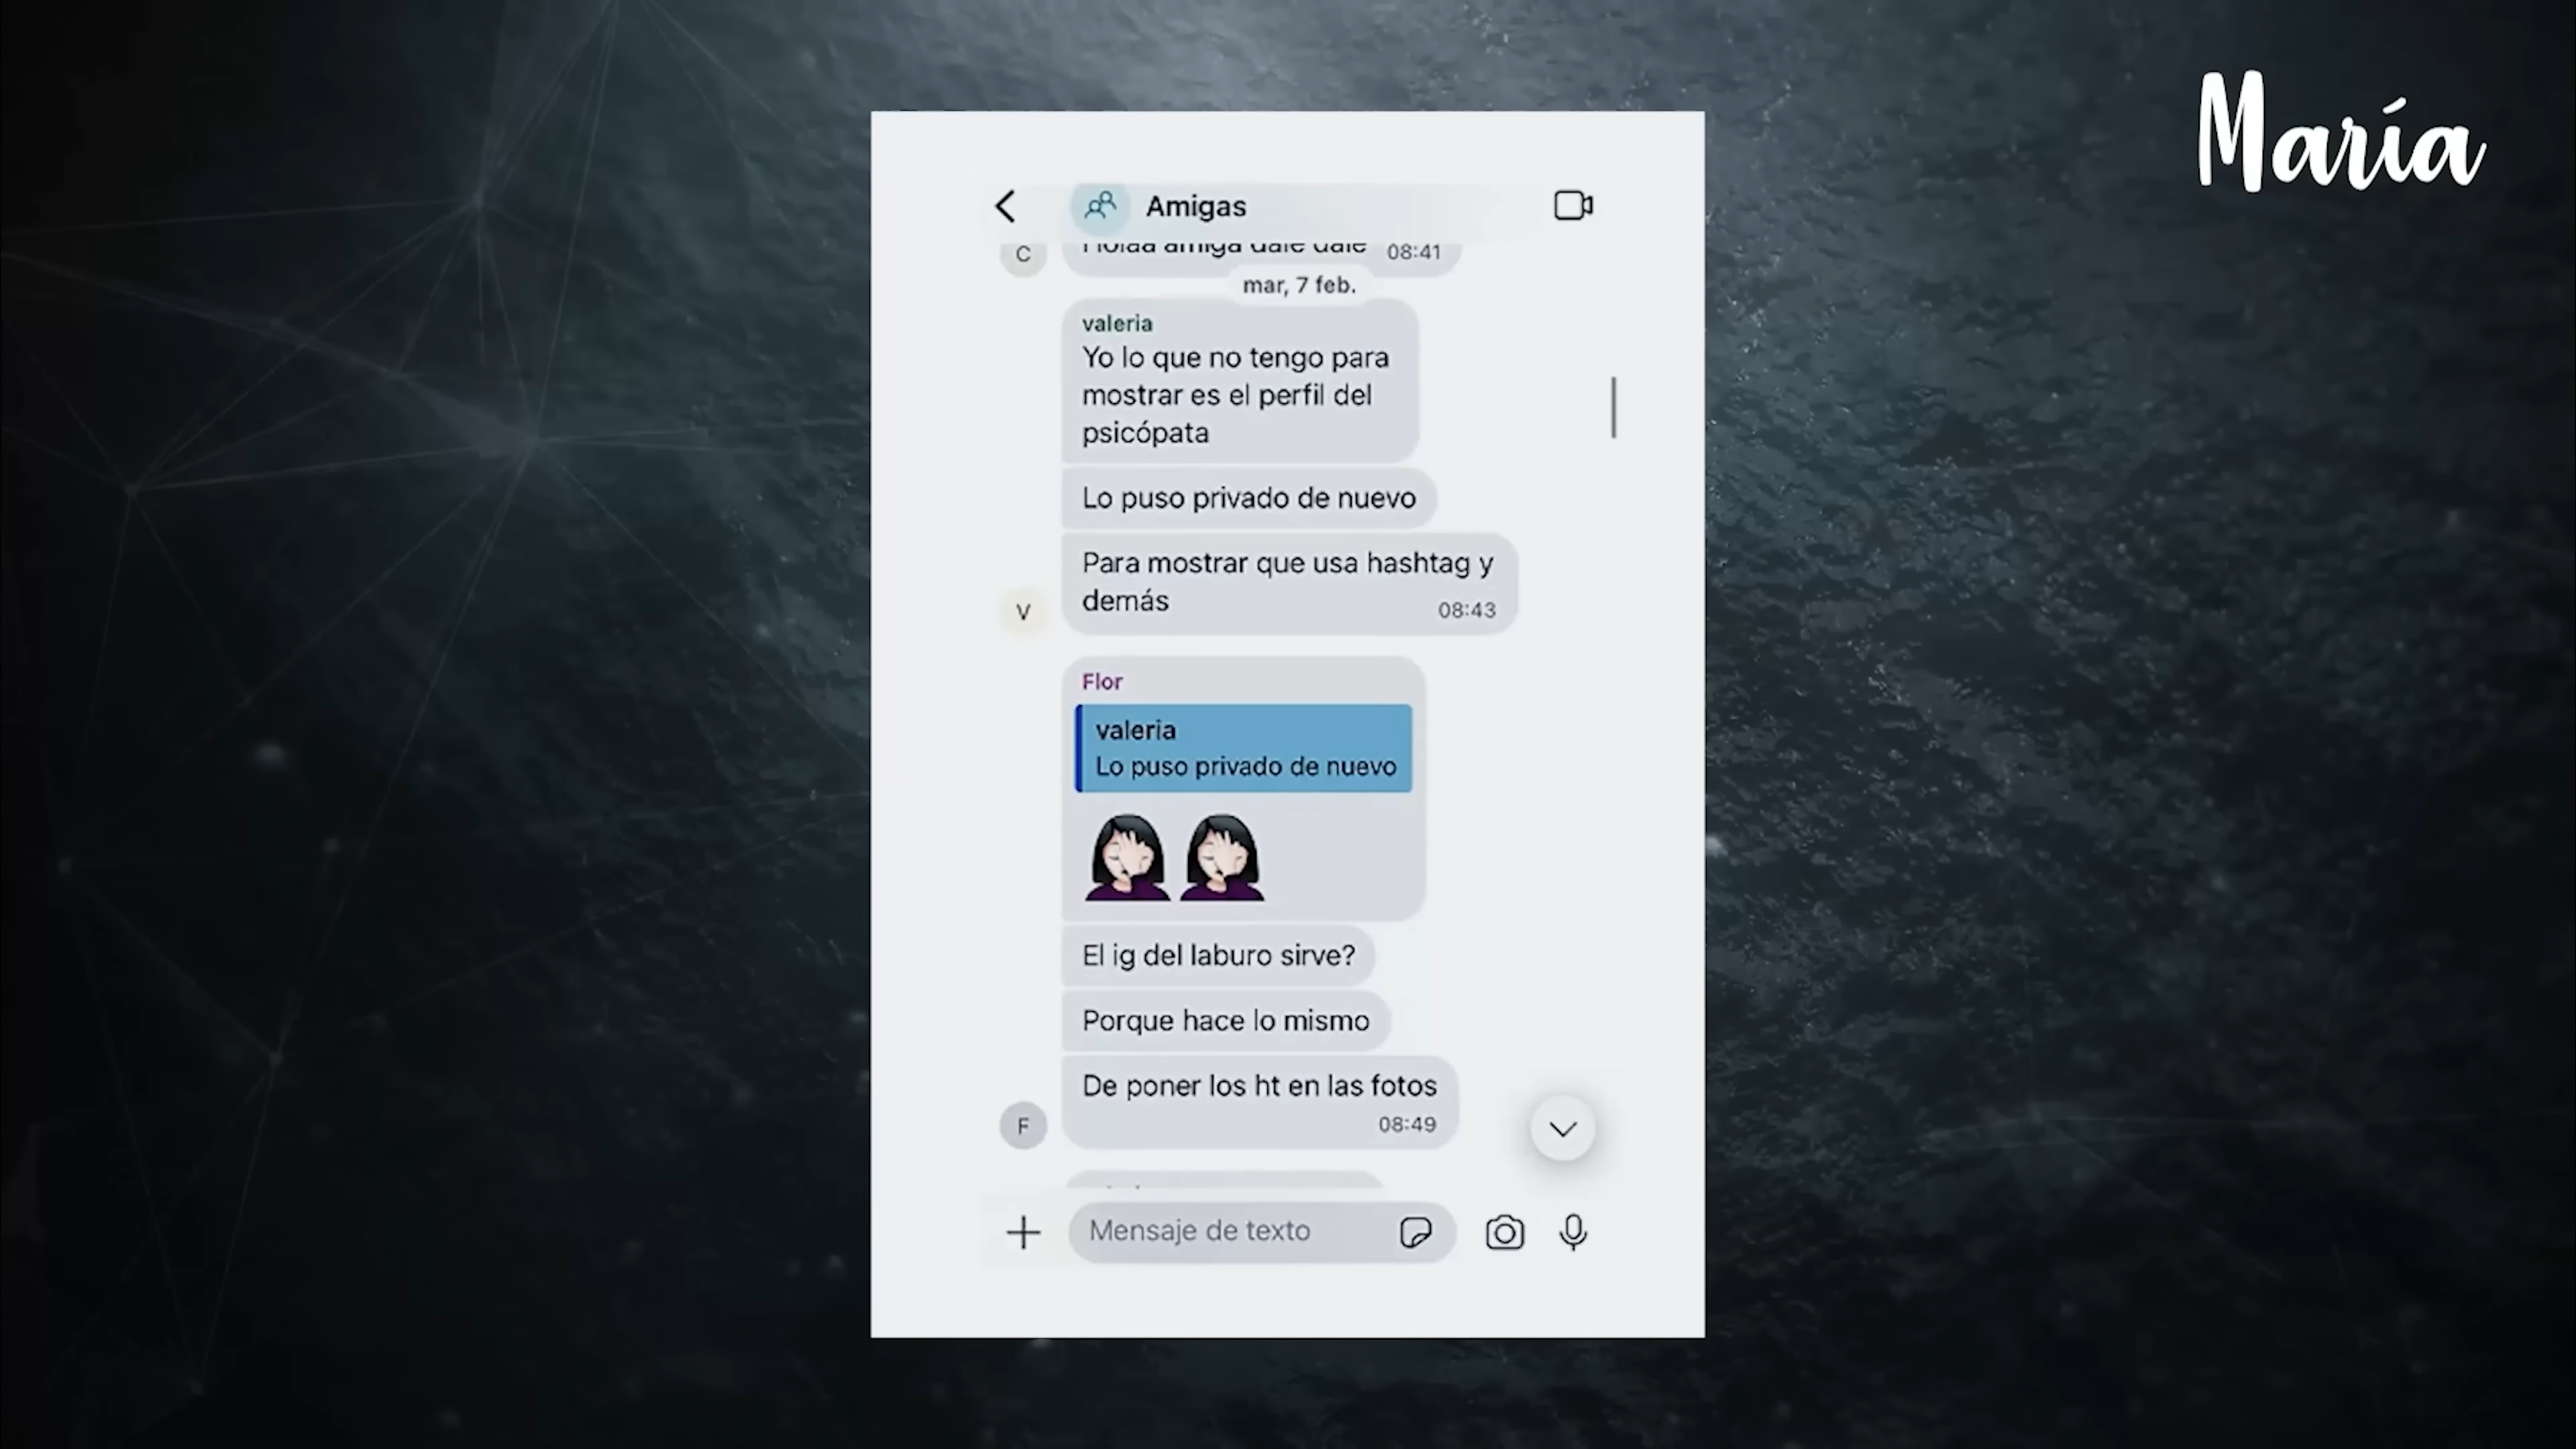 María
Amigas
C
amiga dale dale 08:41
mar, 7 feb.
valeria
Yo lo que no tengo para
mostrar es el perfil del
psicópata
Lo puso privado de nuevo
Para mostrar que usa hashtag y
demás 08:43
V
Flor
valeria
Lo puso privado de nuevo
El ig del laburo sirve?
Porque hace lo mismo
De poner los ht en las fotos
08:49
F
Mensaje de texto